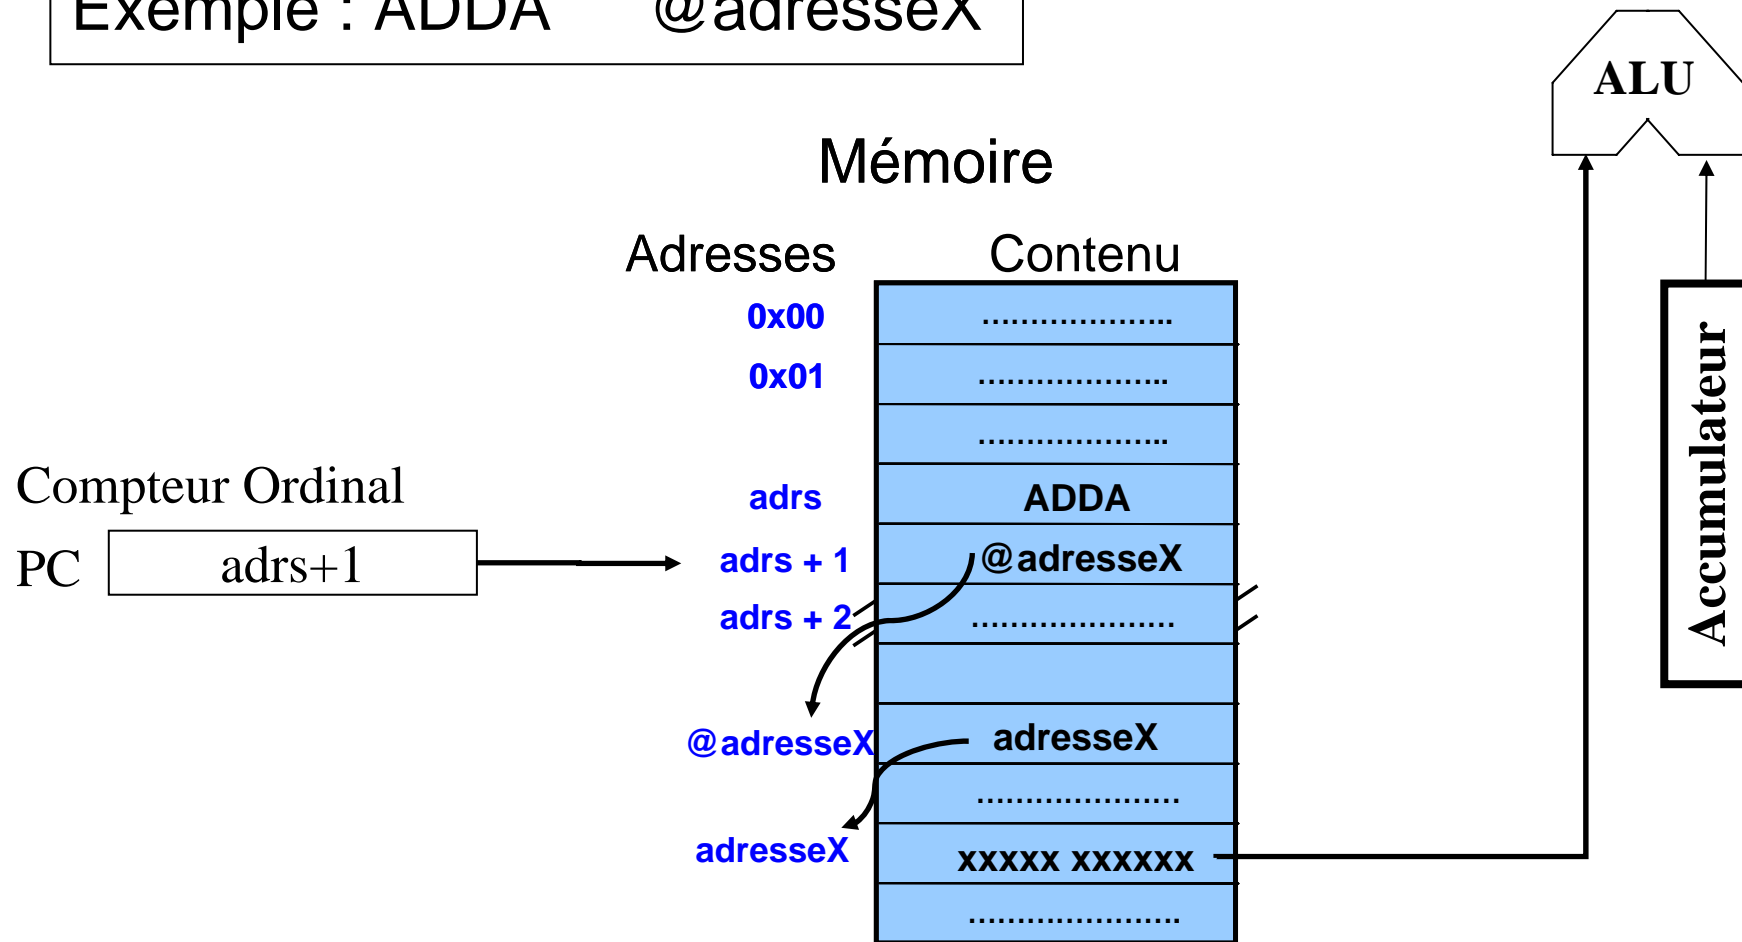 Exemple : ADDA @adresseX
ALU
Mémoire
Adresses Contenu
0x00 ………………..
0x01 ………………..
………………..
Compteur Ordinal
adrs ADDA
PC adrs+1
adrs + 1 @adresseX
adrs + 2 …………………
@adresseX adresseX
…………………
adresseX xxxxx xxxxxx
………………….
Accumulateur